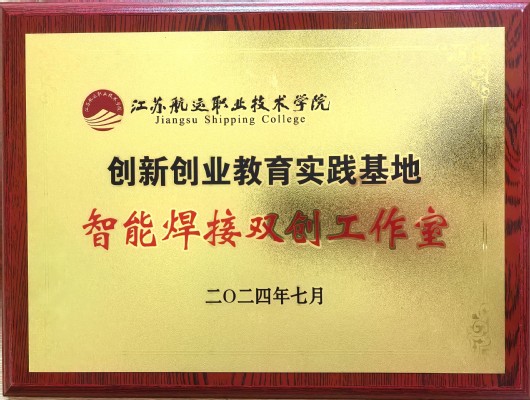 江苏航运职业技术学院
Jiangsu Shipping College
创新创业教育实践基地
智能焊接双创工作室
二〇二四年七月